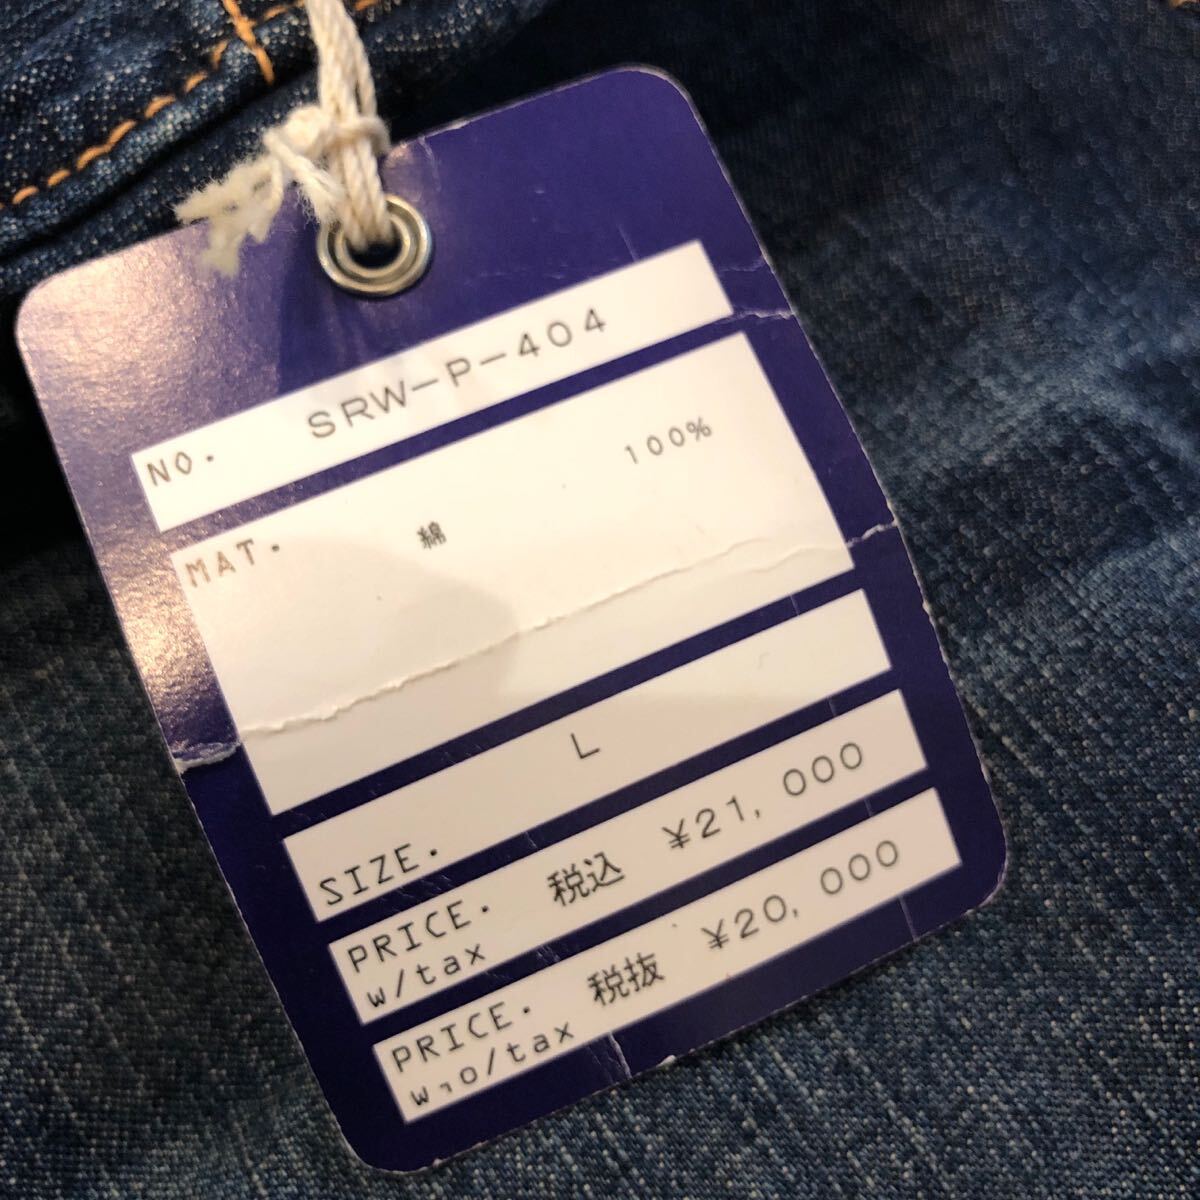 NO. SRW-P-404
MAT. 綿 100%
SIZE. L
PRICE. 税込 ¥21,000
w/tax
PRICE. 税抜 ¥20,000
w10/tax